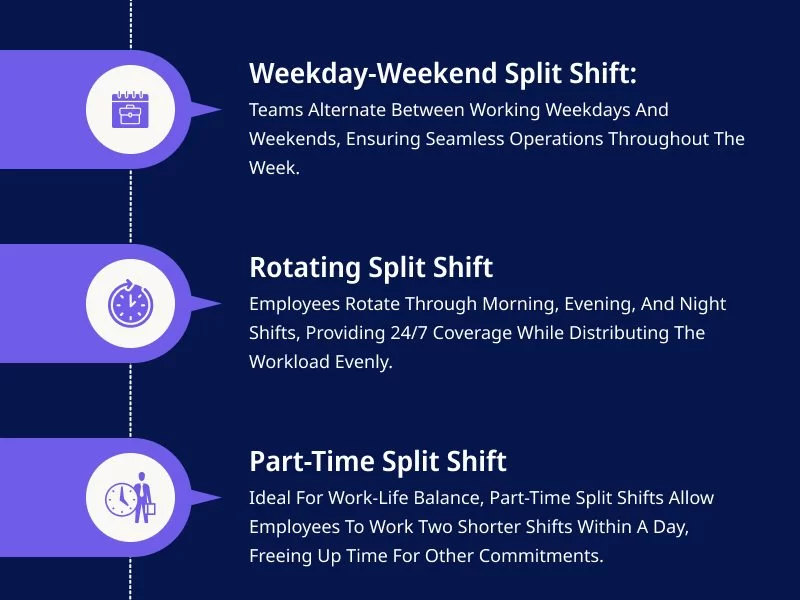 Weekday-Weekend Split Shift:
Teams Alternate Between Working Weekdays And
Weekends, Ensuring Seamless Operations Throughout The
Week.
Rotating Split Shift
Employees Rotate Through Morning, Evening, And Night
Shifts, Providing 24/7 Coverage While Distributing The
Workload Evenly.
Part-Time Split Shift
Ideal For Work-Life Balance, Part-Time Split Shifts Allow
Employees To Work Two Shorter Shifts Within A Day,
Freeing Up Time For Other Commitments.